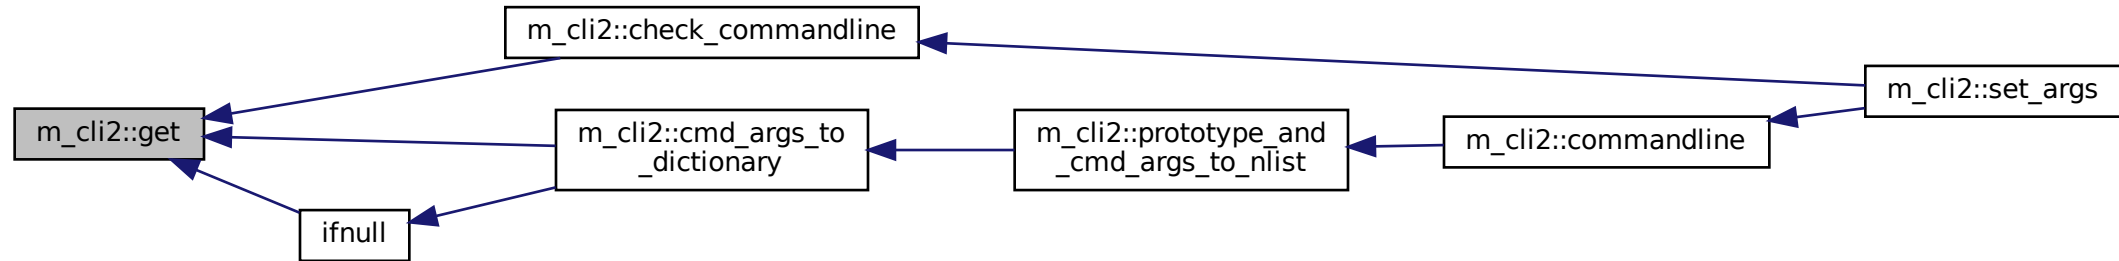 m_cli2::check_commandline
m_cli2::set_args
m_cli2::get
m_cli2::cmd_args_to
_dictionary
m_cli2::prototype_and
_cmd_args_to_nlist
m_cli2::commandline
ifnull